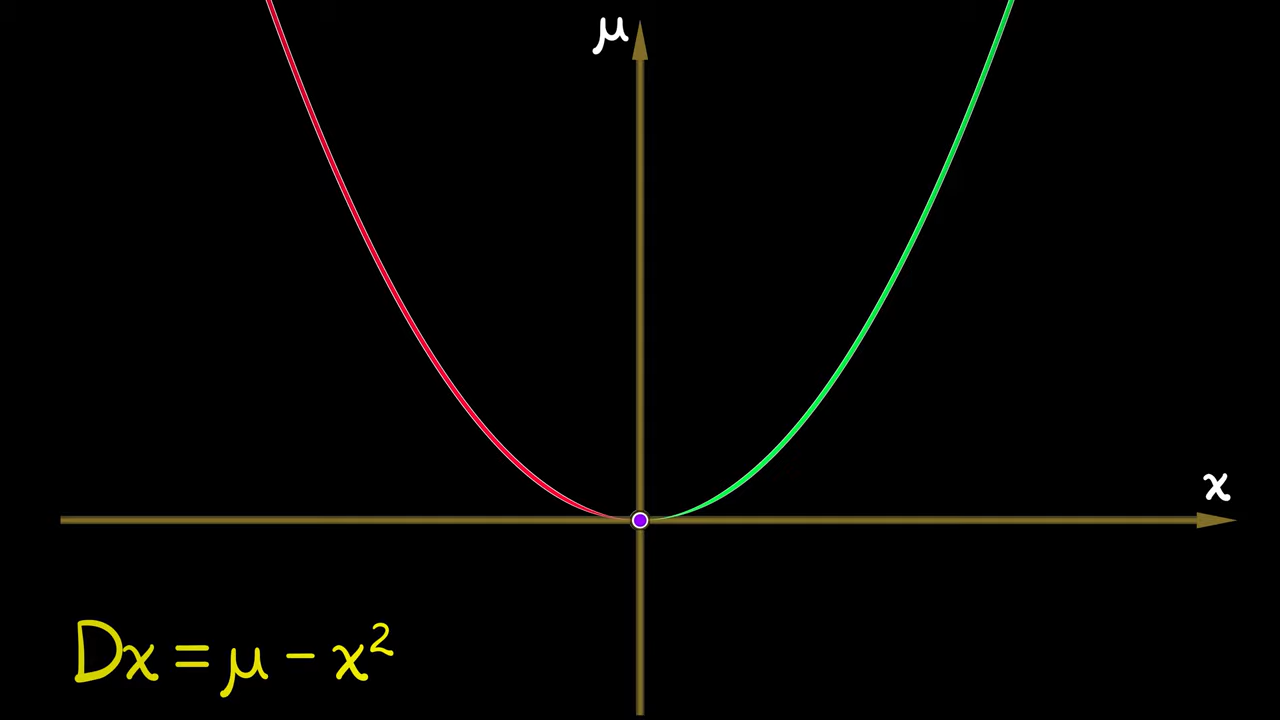 μ
x
Dx = μ − x²